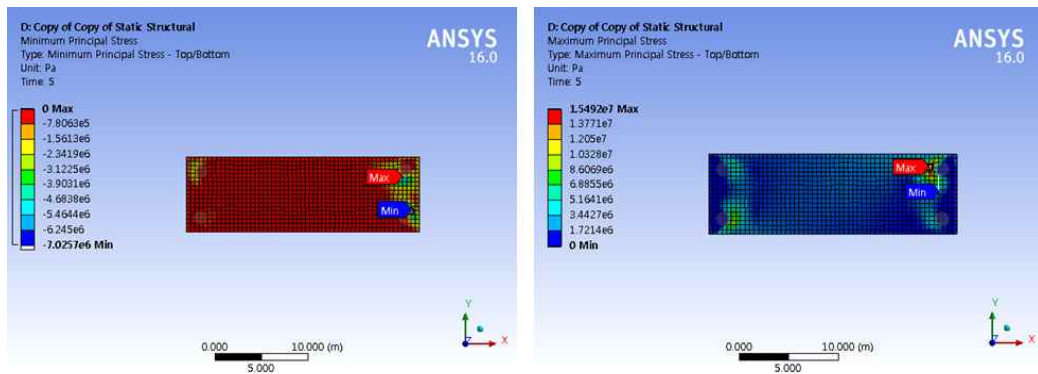 D: Copy of Copy of Static Structural
Minimum Principal Stress
Type: Minimum Principal Stress - Top/Bottom
Unit: Pa
Time: 5
ANSYS
16.0
0 Max
-7.8063e5
-1.5613e6
-2.3419e6
-3.1225e6
-3.9031e6
-4.6838e6
-5.4644e6
-6.245e6
-7.0257e6 Min
Max
Min
Y
X
Z
0.000
10.000 (m)
5.000
D: Copy of Copy of Static Structural
Maximum Principal Stress
Type: Maximum Principal Stress - Top/Bottom
Unit: Pa
Time: 5
ANSYS
16.0
1.5492e7 Max
1.3771e7
1.205e7
1.0328e7
8.6069e6
6.8855e6
5.1641e6
3.4427e6
1.7214e6
0 Min
Max
Min
Y
X
Z
0.000
10.000 (m)
5.000